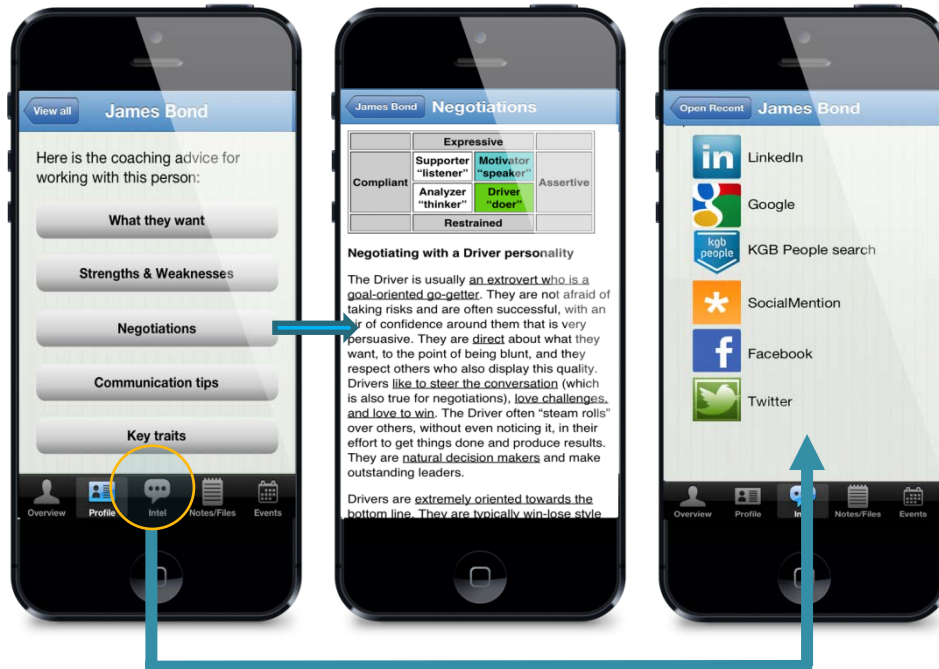 View all
James Bond
Here is the coaching advice for
working with this person:
What they want
Strengths & Weaknesses
Negotiations
Communication tips
Key traits
Overview
Profile
Intel
Notes/Files
Events
James Bond
Negotiations
Expressive
Compliant
Supporter
"listener"
Motivator
"speaker"
Assertive
Analyzer
"thinker"
Driver
"doer"
Restrained
Negotiating with a Driver personality
The Driver is usually an extrovert who is a
goal-oriented go-getter. They are not afraid of
taking risks and are often successful, with an
air of confidence around them that is very
persuasive. They are direct about what they
want, to the point of being blunt, and they
respect others who also display this quality.
Drivers like to steer the conversation (which
is also true for negotiations), love challenges,
and love to win. The Driver often "steam rolls"
over others, without even noticing it, in their
effort to get things done and produce results.
They are natural decision makers and make
outstanding leaders.
Drivers are extremely oriented towards the
bottom line. They are typically win-lose style
Open Recent
James Bond
in
LinkedIn
g
Google
kgb
people
KGB People search
*
SocialMention
f
Facebook
Twitter
Overview
Profile
Intel
Notes/Files
Events